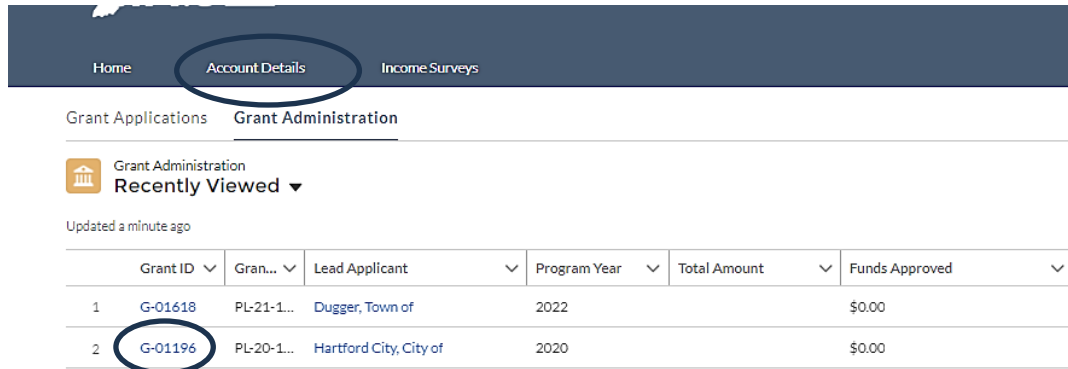 Home Account Details Income Surveys
Grant Applications Grant Administration
Grant Administration
Recently Viewed
Updated a minute ago
Grant ID Gran... Lead Applicant Program Year Total Amount Funds Approved
1 G-01618 PL-21-1... Dugger, Town of 2022 $0.00
2 G-01196 PL-20-1... Hartford City, City of 2020 $0.00